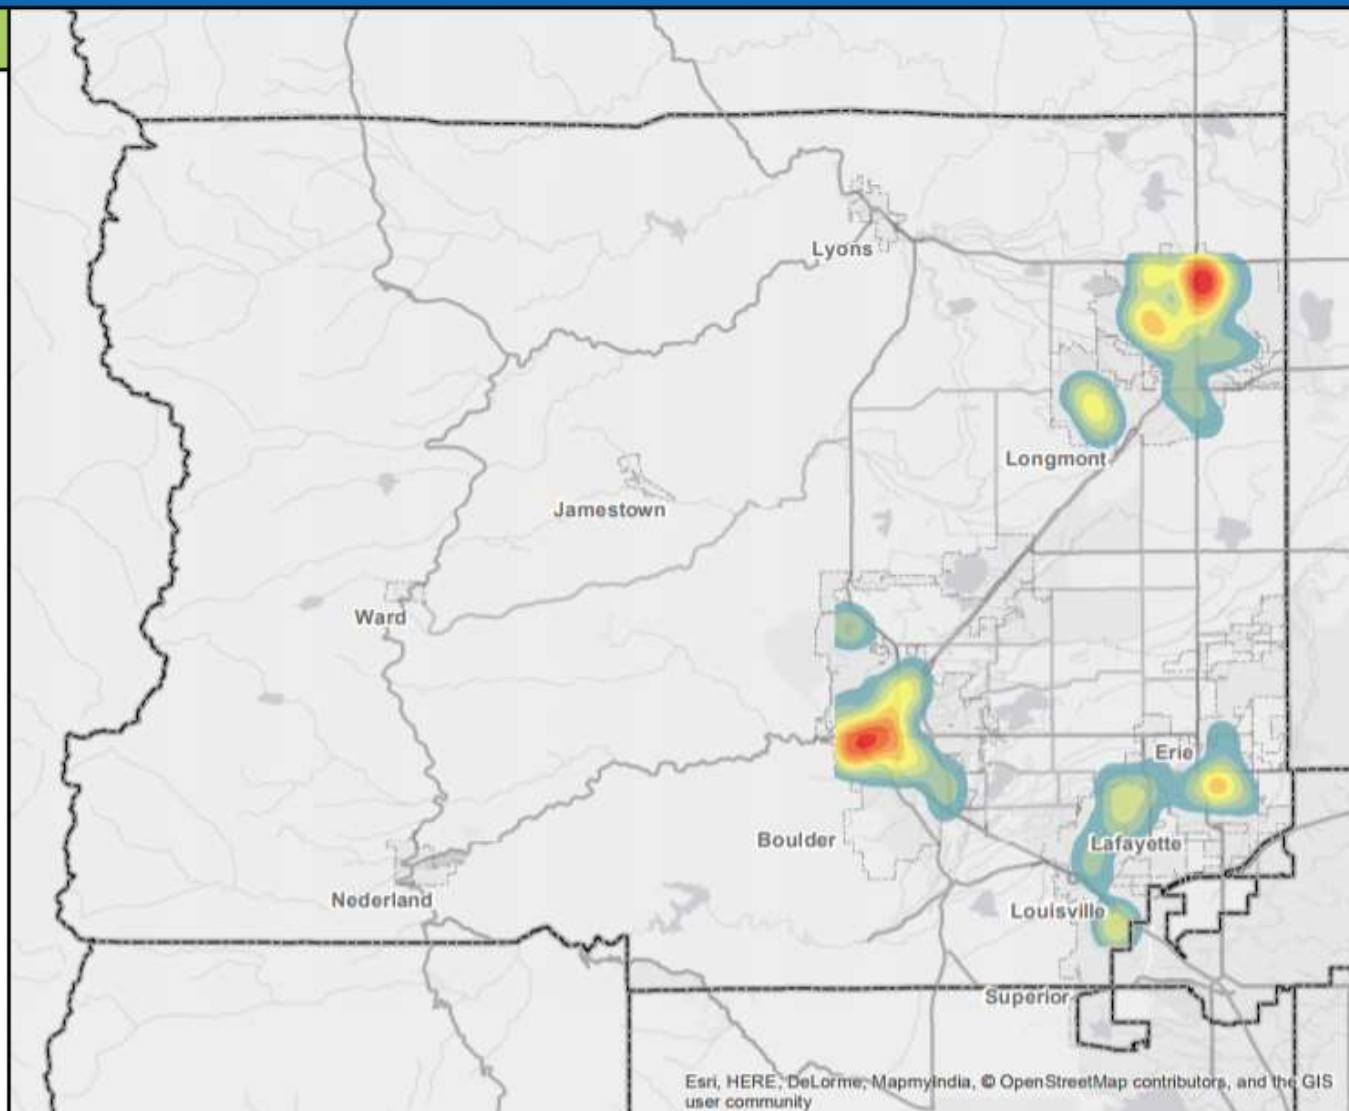 Lyons
Longmont
Jamestown
Ward
Erie
Boulder
Lafayette
Nederland
Louisville
Superior
Esri, HERE, DeLorme, MapmyIndia, © OpenStreetMap contributors, and the GIS
user community